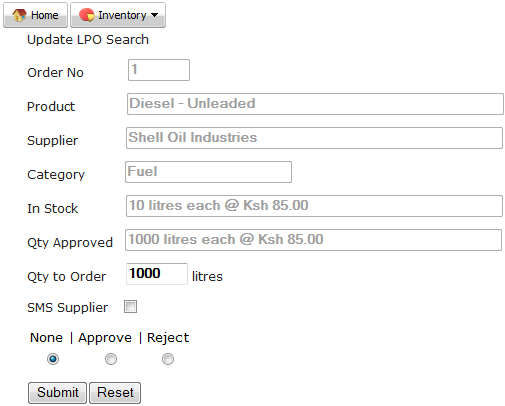 Home Inventory
Update LPO Search
Order No 1
Product Diesel - Unleaded
Supplier Shell Oil Industries
Category Fuel
In Stock 10 litres each @ Ksh 85.00
Qty Approved 1000 litres each @ Ksh 85.00
Qty to Order 1000 litres
SMS Supplier
None | Approve | Reject
Submit Reset